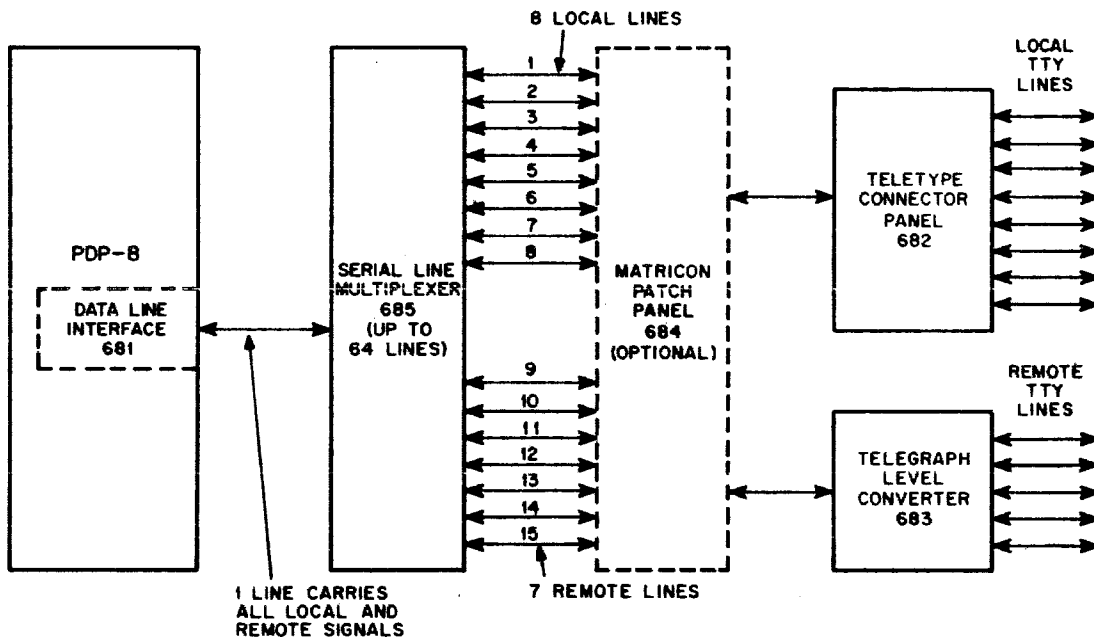 8 LOCAL LINES
1
2
3
4
5
6
7
8
PDP-8
DATA LINE
INTERFACE
681
SERIAL LINE
MULTIPLEXER
685
(UP TO
64 LINES)
9
10
11
12
13
14
15
7 REMOTE LINES
1 LINE CARRIES
ALL LOCAL AND
REMOTE SIGNALS
MATRICON
PATCH
PANEL
684
(OPTIONAL)
LOCAL
TTY
LINES
TELETYPE
CONNECTOR
PANEL
682
REMOTE
TTY
LINES
TELEGRAPH
LEVEL
CONVERTER
683